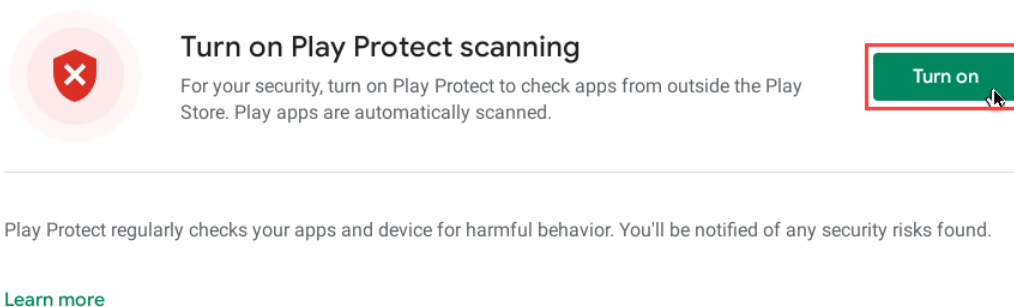 Turn on Play Protect scanning
For your security, turn on Play Protect to check apps from outside the Play
Store. Play apps are automatically scanned.
Turn on
Play Protect regularly checks your apps and device for harmful behavior. You'll be notified of any security risks found.
Learn more